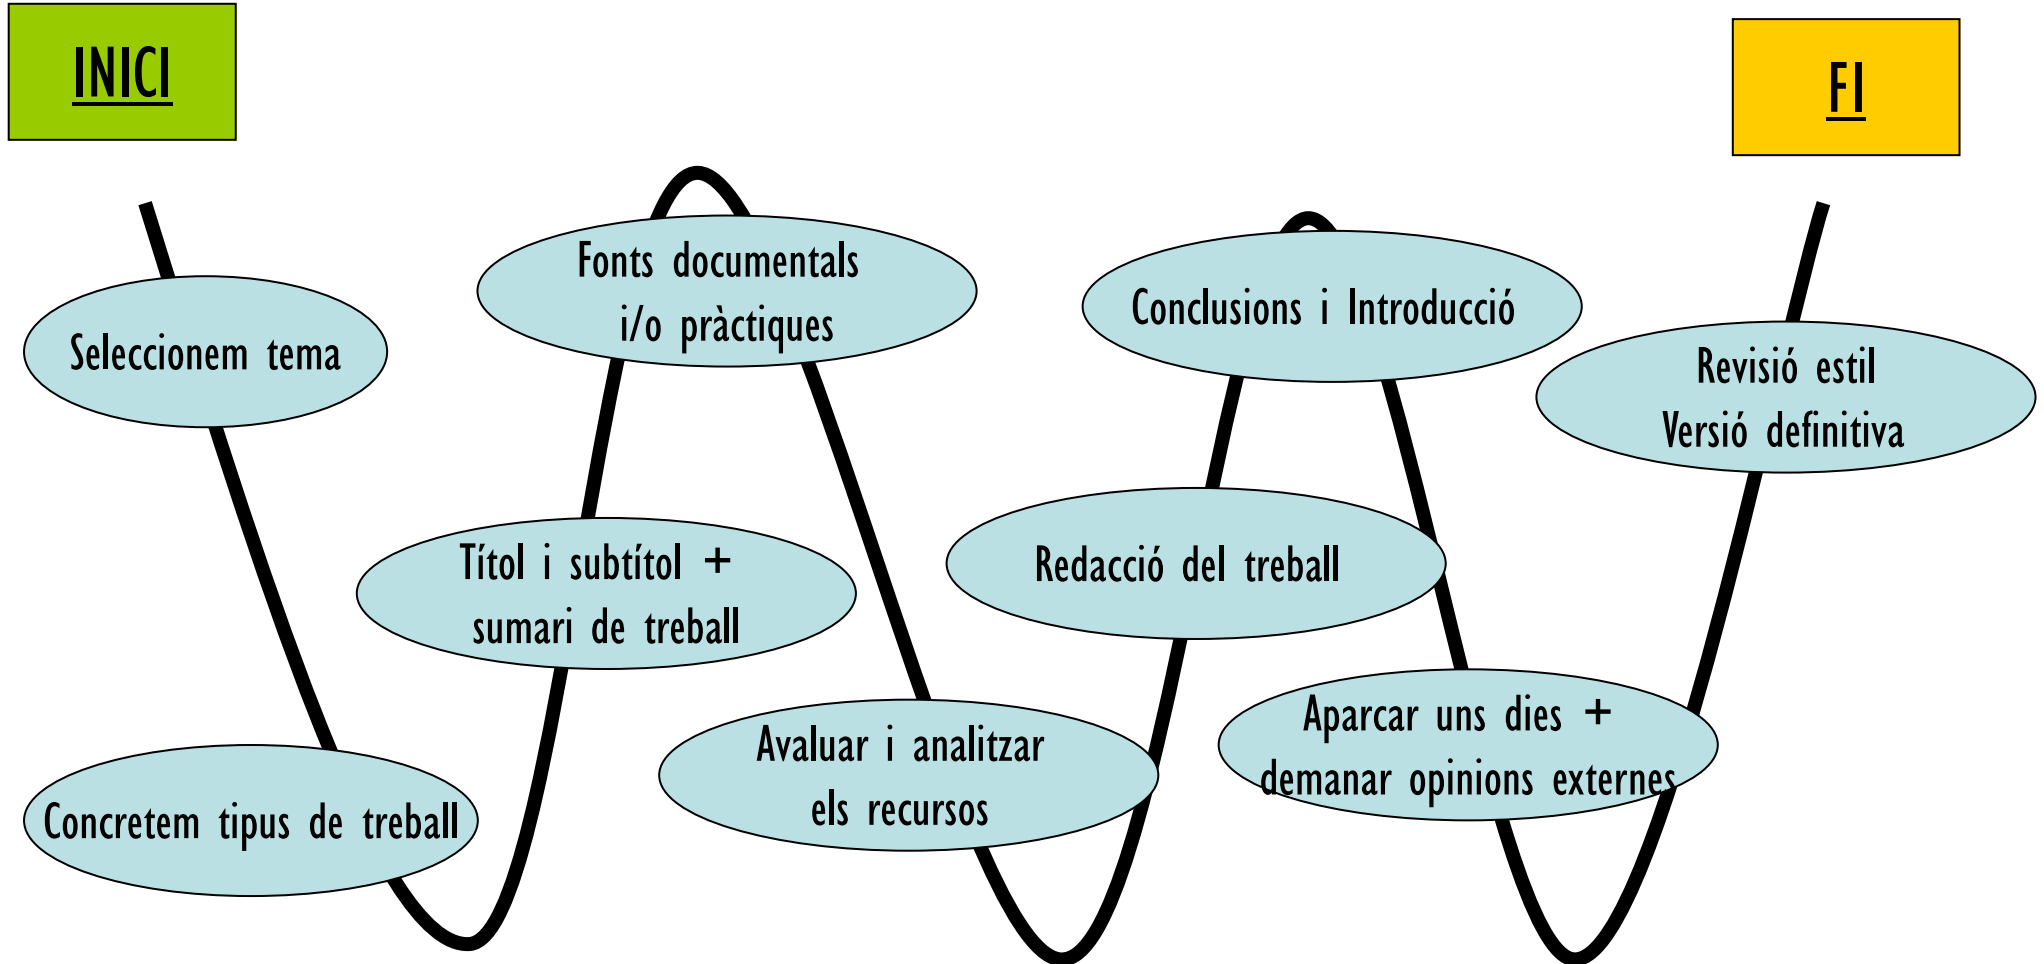 INICI
FI
Seleccionem tema
Concretem tipus de treball
Títol i subtítol +
sumari de treball
Fonts documentals
i/o pràctiques
Avaluar i analitzar
els recursos
Redacció del treball
Conclusions i Introducció
Aparcar uns dies +
demanar opinions externes
Revisió estil
Versió definitiva